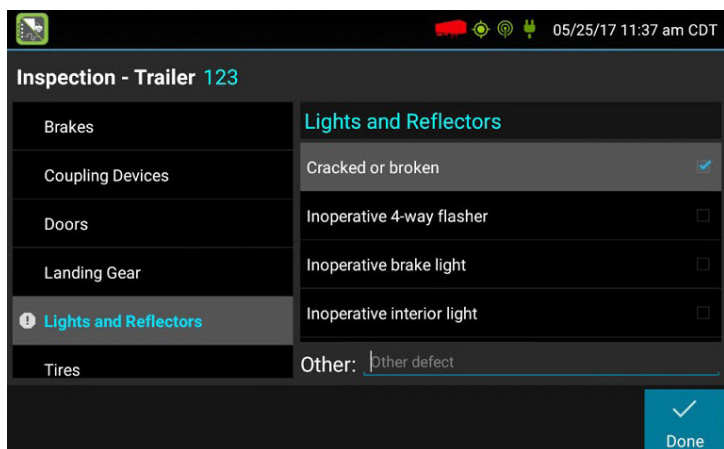 05/25/17 11:37 am CDT
Inspection - Trailer 123
Brakes
Coupling Devices
Doors
Landing Gear
Lights and Reflectors
Tires
Lights and Reflectors
Cracked or broken
Inoperative 4-way flasher
Inoperative brake light
Inoperative interior light
Other: Other defect
Done